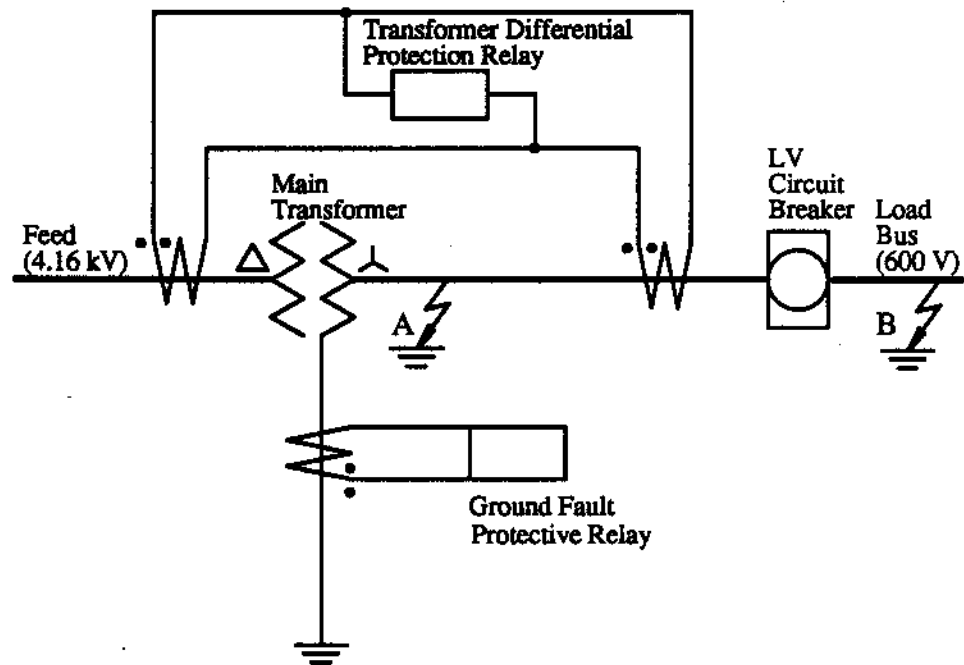 Transformer Differential
Protection Relay
Main
Transformer
LV
Circuit
Breaker
Feed
(4.16 kV)
Load
Bus
(600 V)
A
B
Ground Fault
Protective Relay